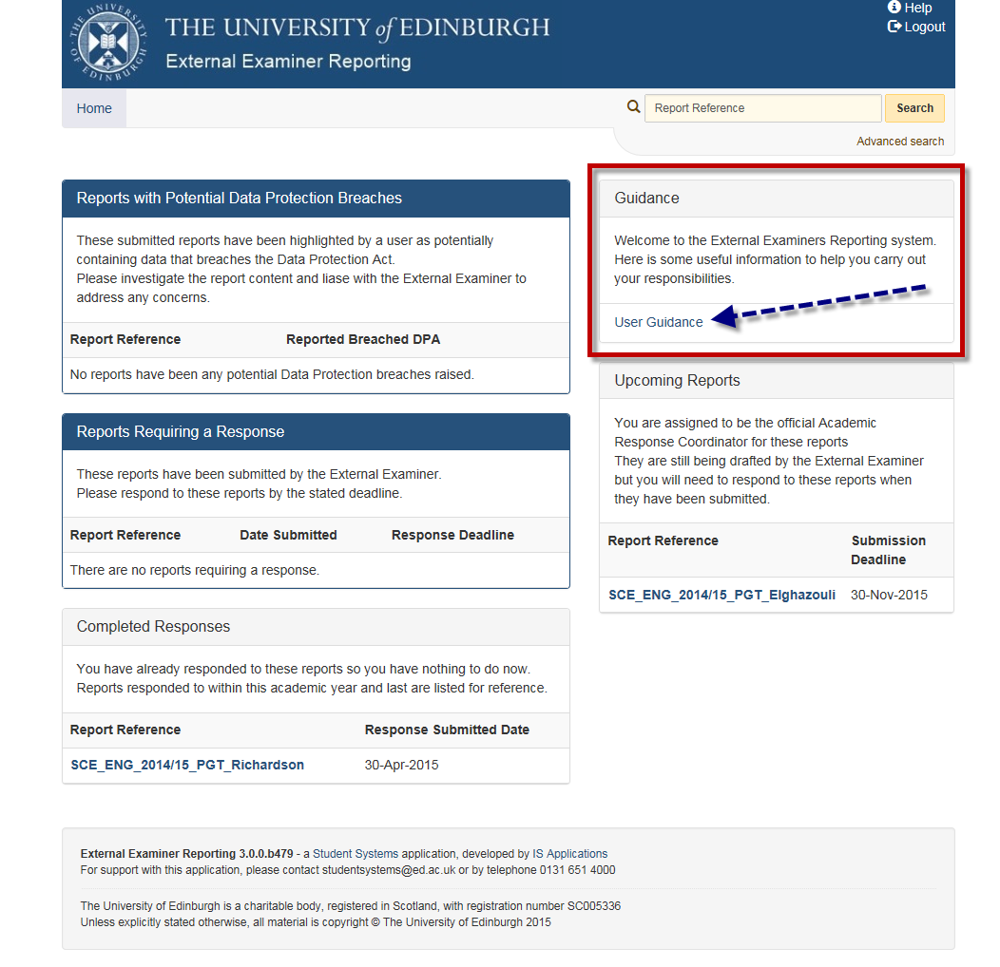 THE UNIVERSITY of EDINBURGH
External Examiner Reporting
THE UNIVERSITY OF EDINBURGH
Help
Logout
Home
Report Reference
Search
Advanced search
Reports with Potential Data Protection Breaches
These submitted reports have been highlighted by a user as potentially
containing data that breaches the Data Protection Act.
Please investigate the report content and liase with the External Examiner to
address any concerns.
Report Reference Reported Breached DPA
No reports have been any potential Data Protection breaches raised.
Reports Requiring a Response
These reports have been submitted by the External Examiner.
Please respond to these reports by the stated deadline.
Report Reference Date Submitted Response Deadline
There are no reports requiring a response.
Completed Responses
You have already responded to these reports so you have nothing to do now.
Reports responded to within this academic year and last are listed for reference.
Report Reference Response Submitted Date
SCE_ENG_2014/15_PGT_Richardson 30-Apr-2015
Guidance
Welcome to the External Examiners Reporting system.
Here is some useful information to help you carry out
your responsibilities.
User Guidance
Upcoming Reports
You are assigned to be the official Academic
Response Coordinator for these reports
They are still being drafted by the External Examiner
but you will need to respond to these reports when
they have been submitted.
Report Reference Submission
Deadline
SCE_ENG_2014/15_PGT_Elghazouli 30-Nov-2015
External Examiner Reporting 3.0.0.b479 - a Student Systems application, developed by IS Applications
For support with this application, please contact studentsystems@ed.ac.uk or by telephone 0131 651 4000
The University of Edinburgh is a charitable body, registered in Scotland, with registration number SC005336
Unless explicitly stated otherwise, all material is copyright © The University of Edinburgh 2015